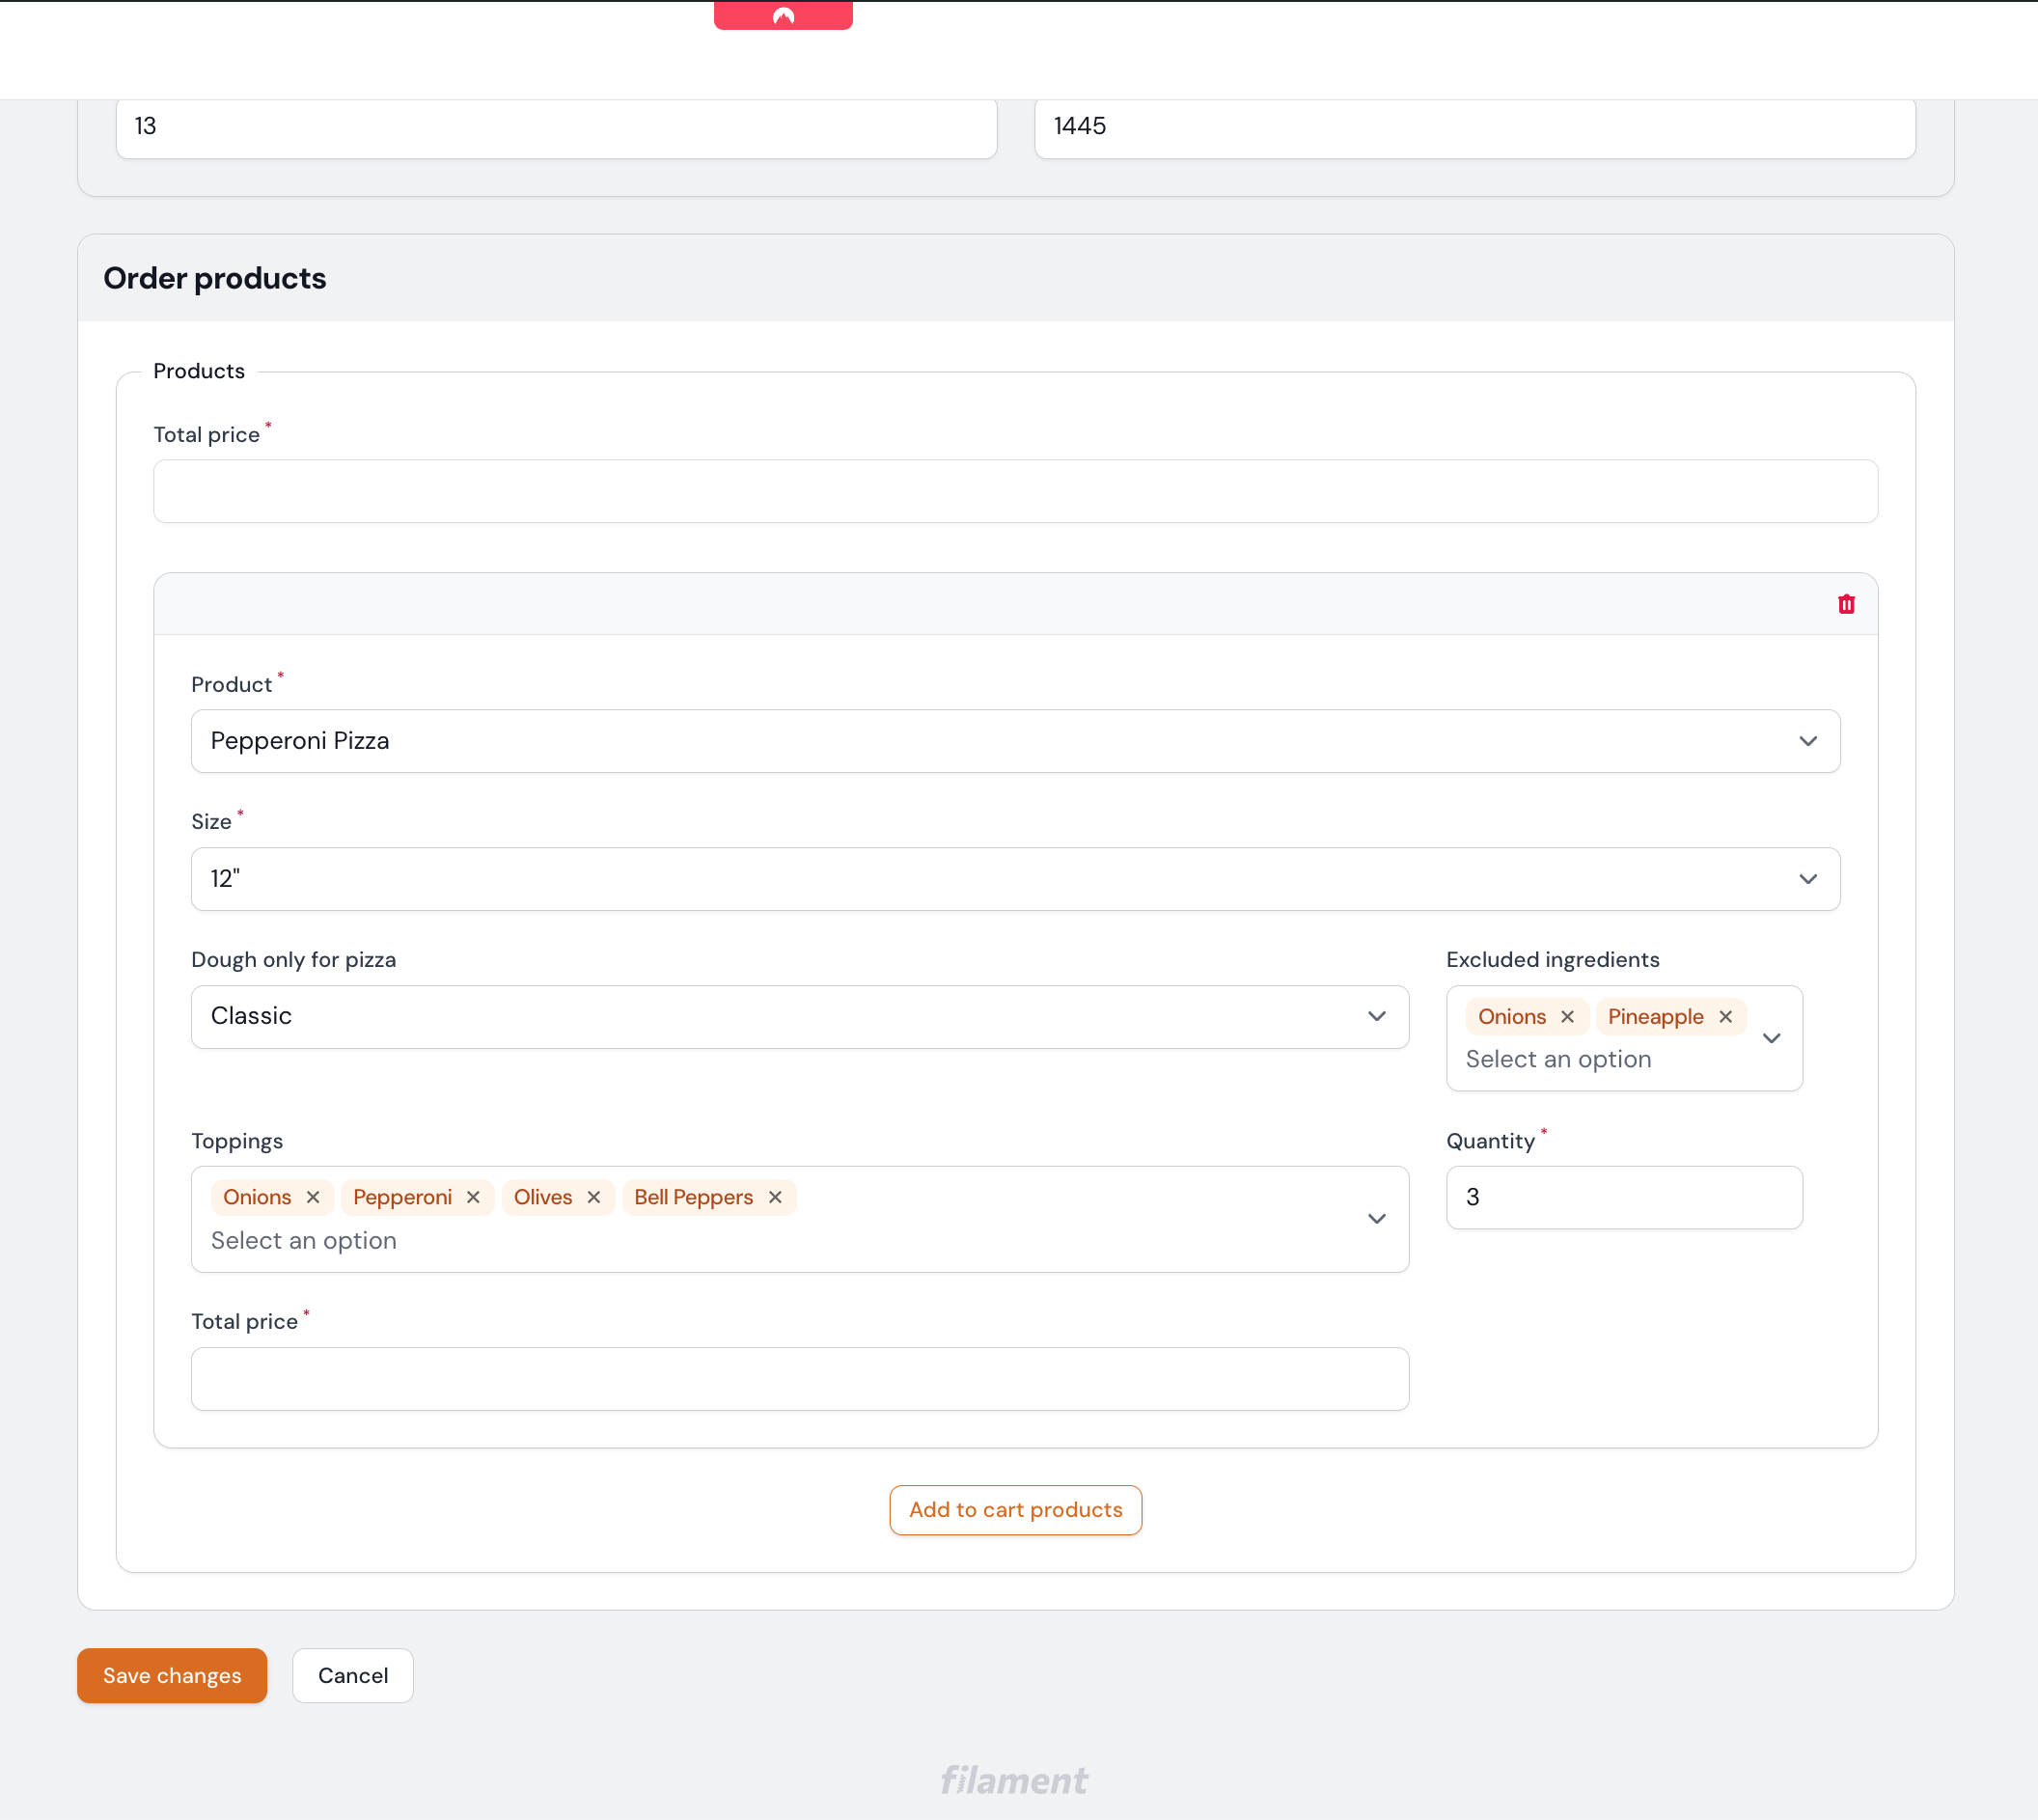 13
1445
Order products
Products
Total price*
Product*
Pepperoni Pizza
Size*
12"
Dough only for pizza
Excluded ingredients
Classic
Onions × Pineapple ×
Select an option
Toppings
Quantity*
Onions × Pepperoni × Olives × Bell Peppers ×
3
Select an option
Total price*
Add to cart products
Save changes
Cancel
filament